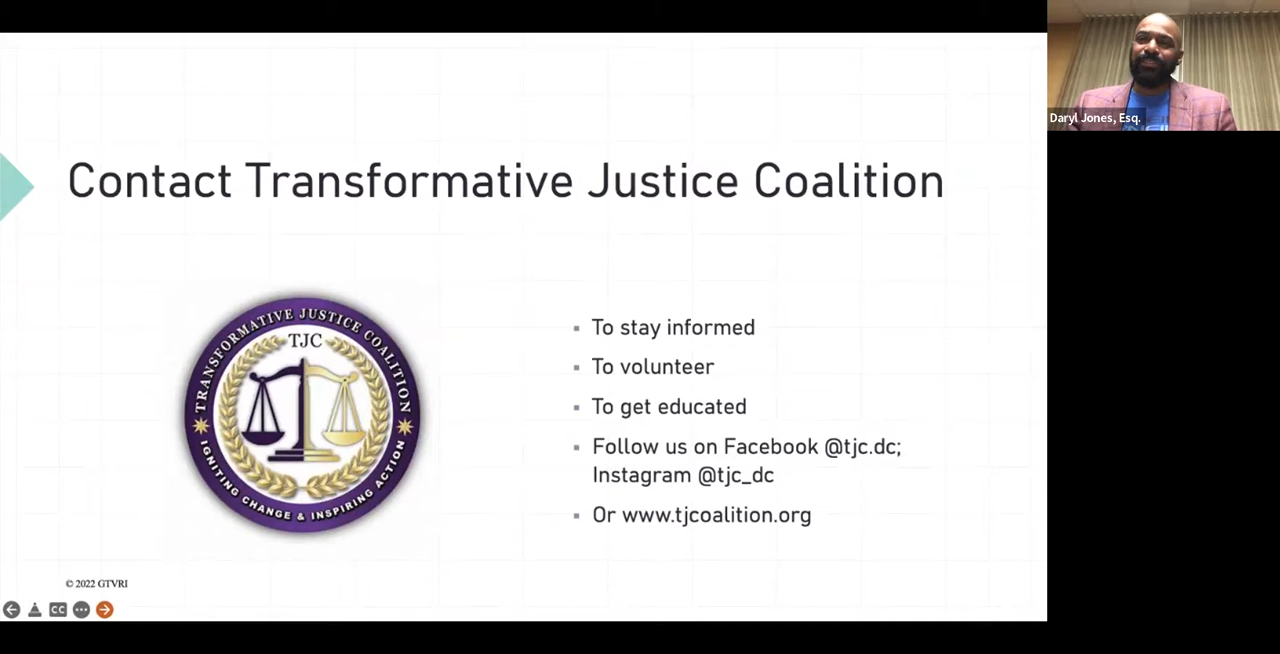 Contact Transformative Justice Coalition
TRANSFORMATIVE JUSTICE COALITION
TJC
IGNITING CHANGE & INSPIRING ACTION
To stay informed
To volunteer
To get educated
Follow us on Facebook @tjc.dc;
Instagram @tjc_dc
Or www.tjcoalition.org
© 2022 GTVRI
CC
Daryl Jones, Esq.